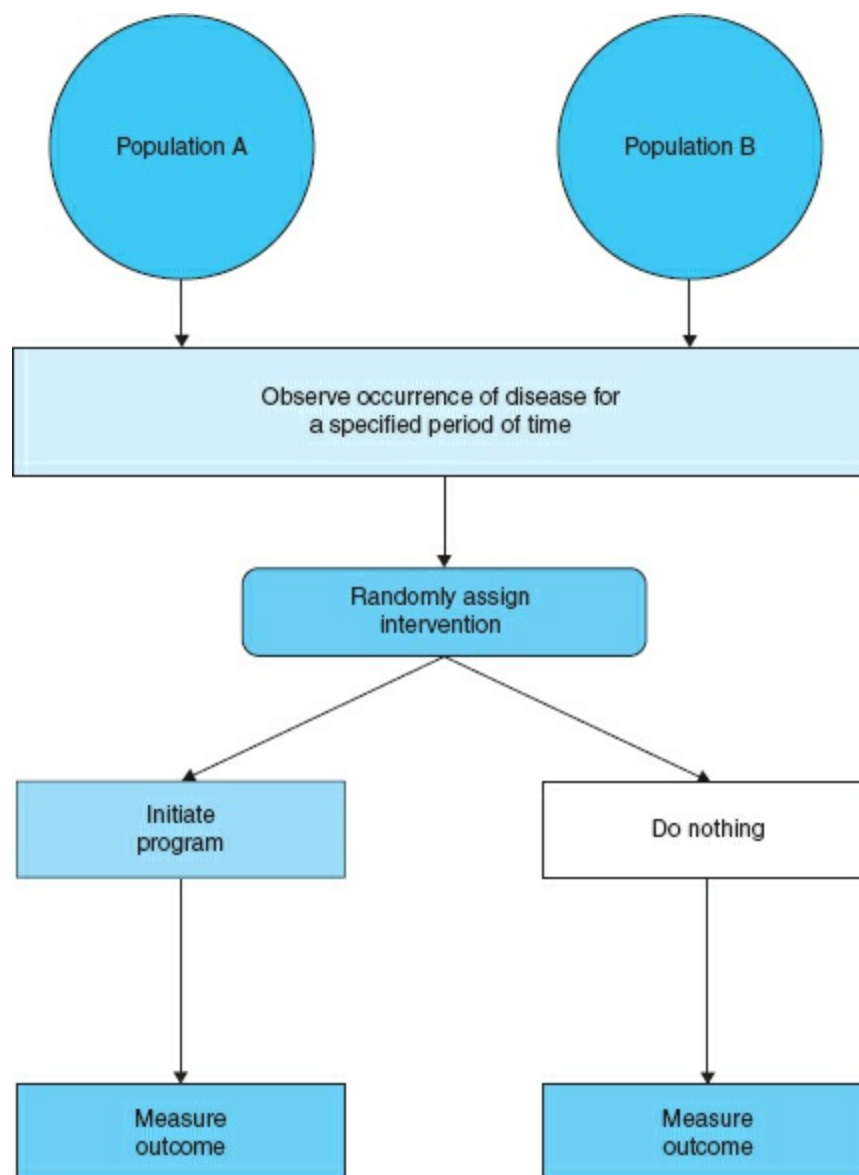 Population A
Population B
Observe occurrence of disease for
a specified period of time
Randomly assign
intervention
Initiate
program
Do nothing
Measure
outcome
Measure
outcome